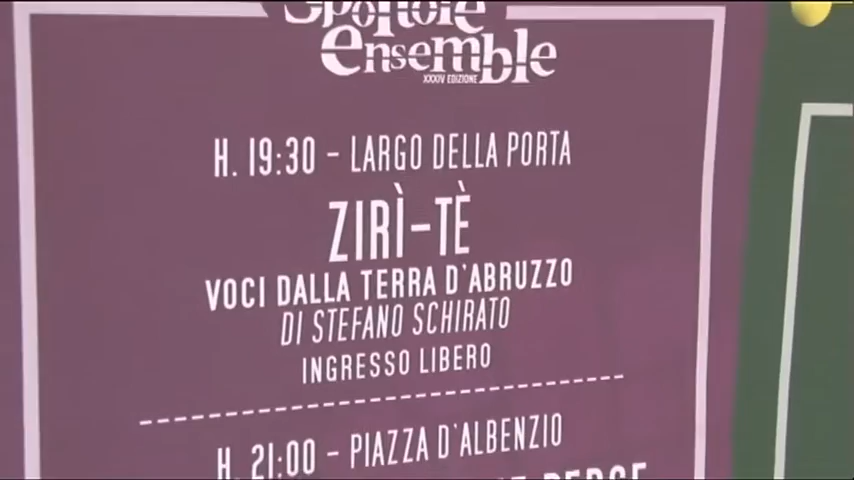 Spoltore
ensemble
XXXIV EDIZIONE
H. 19:30 - LARGO DELLA PORTA
ZIRÌ-TÈ
VOCI DALLA TERRA D'ABRUZZO
DI STEFANO SCHIRATO
INGRESSO LIBERO
H. 21:00 - PIAZZA D'ALBENZIO